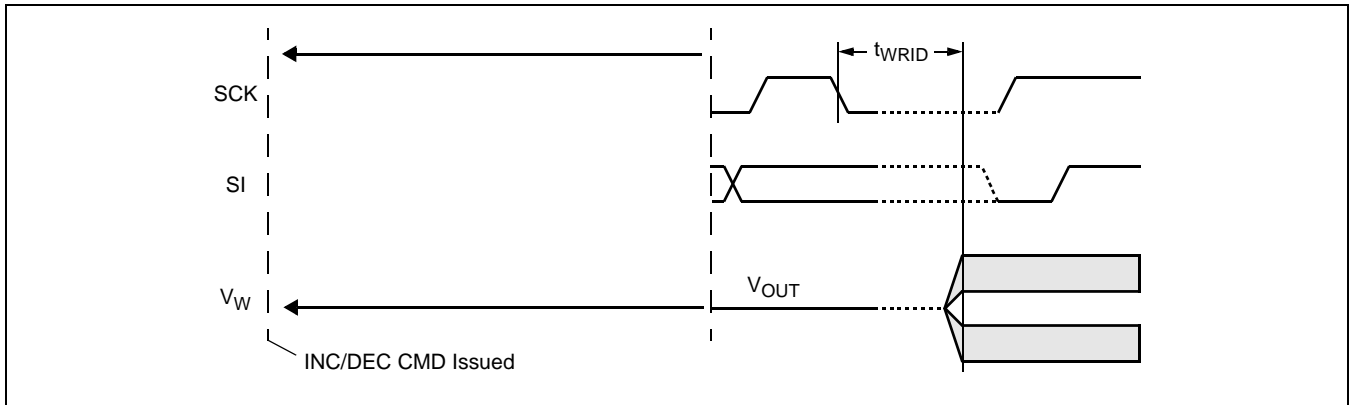 tWRID
SCK
SI
VOUT
VW
INC/DEC CMD Issued